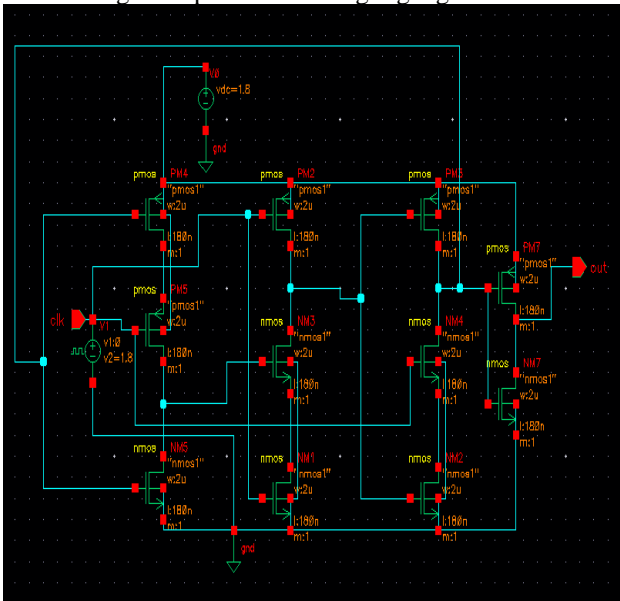 V0
vdc=1.8
gnd
pmos PM4
"pmos1"
w:2u
l:180n
m:1
pmos PM2
"pmos1"
w:2u
l:180n
m:1
pmos PM3
"pmos1"
w:2u
l:180n
m:1
pmos PM7
"pmos1"
w:2u
l:180n
m:1
out
clk
V1
v1:0
v2=1.8
pmos PM5
"pmos1"
w:2u
l:180n
m:1
nmos NM3
"nmos1"
w:2u
l:180n
m:1
nmos NM4
"nmos1"
w:2u
l:180n
m:1
nmos NM7
"nmos1"
w:2u
l:180n
m:1
nmos NM5
"nmos1"
w:2u
l:180n
m:1
nmos NM1
"nmos1"
w:2u
l:180n
m:1
nmos NM2
"nmos1"
w:2u
l:180n
m:1
gnd